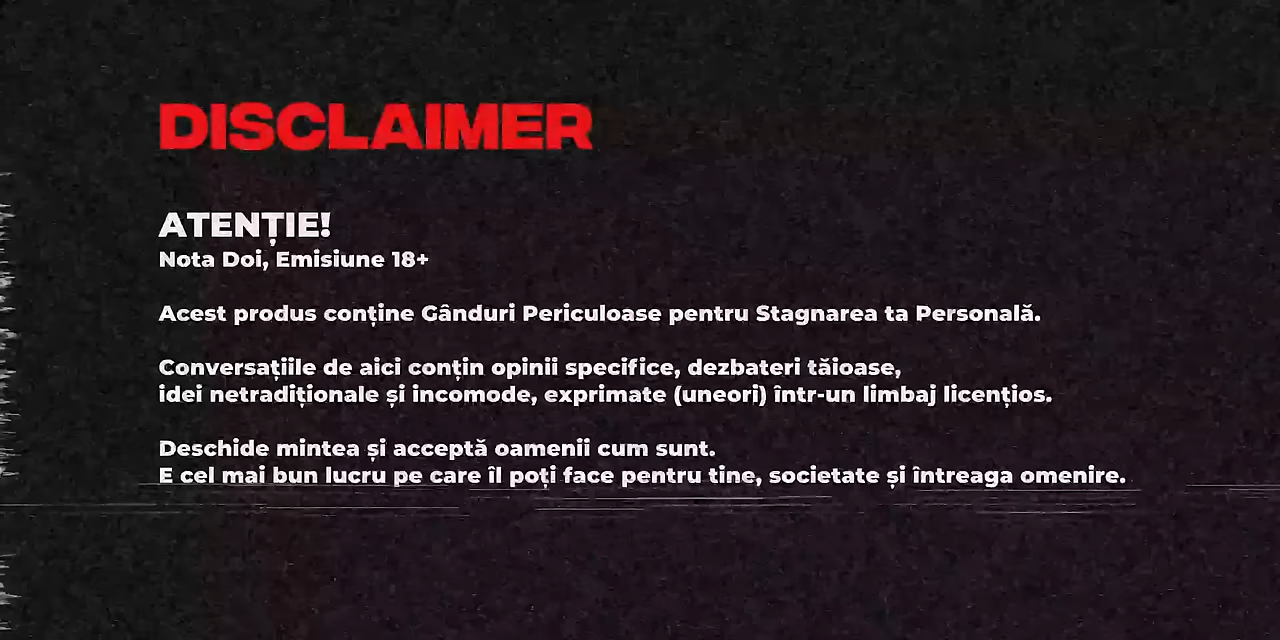 DISCLAIMER
ATENȚIE!
Nota Doi, Emisiune 18+
Acest produs conține Gânduri Periculoase pentru Stagnarea ta Personală.
Conversațiile de aici conțin opinii specifice, dezbateri tăioase,
idei netradiționale și incomode, exprimate (uneori) într-un limbaj licențios.
Deschide mintea și acceptă oamenii cum sunt.
E cel mai bun lucru pe care îl poți face pentru tine, societate și întreaga omenire.